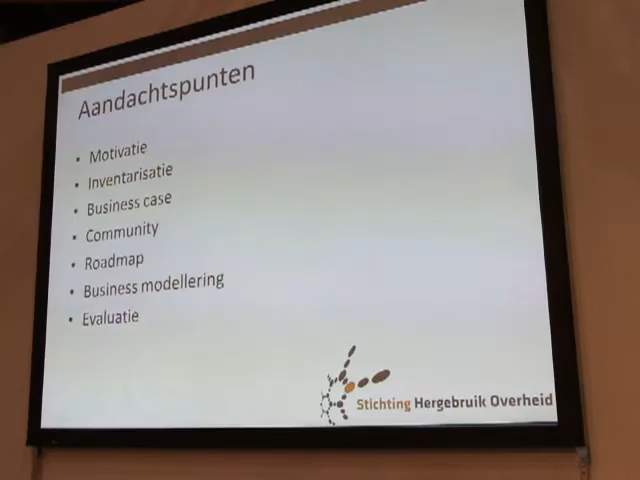 Aandachtspunten
• Motivatie
• Inventarisatie
• Business case
• Community
• Roadmap
• Business modellering
• Evaluatie
Stichting Hergebruik Overheid